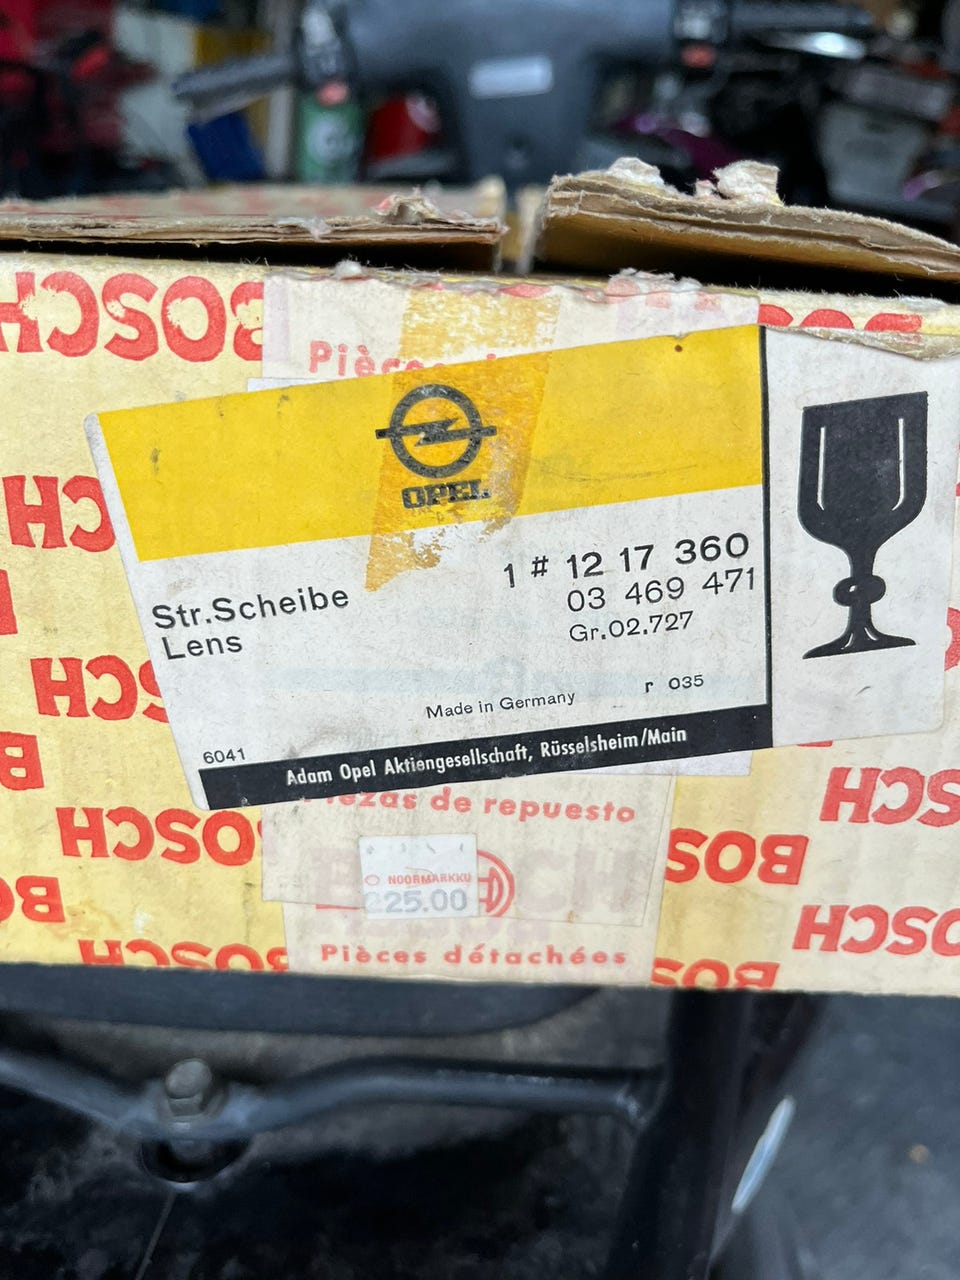 BOSCH
BOSCH
BOSCH
Pièces
OPEL
1 # 12 17 360
03 469 471
Gr.02.727
Str.Scheibe
Lens
Made in Germany
r 035
6041
Adam Opel Aktiengesellschaft, Rüsselsheim/Main
Piezas de repuesto
BOSCH
BOSCH
BOSCH
NOORMARKKU
225.00
Pièces détachées
BOSCH
BOSCH
BOSCH